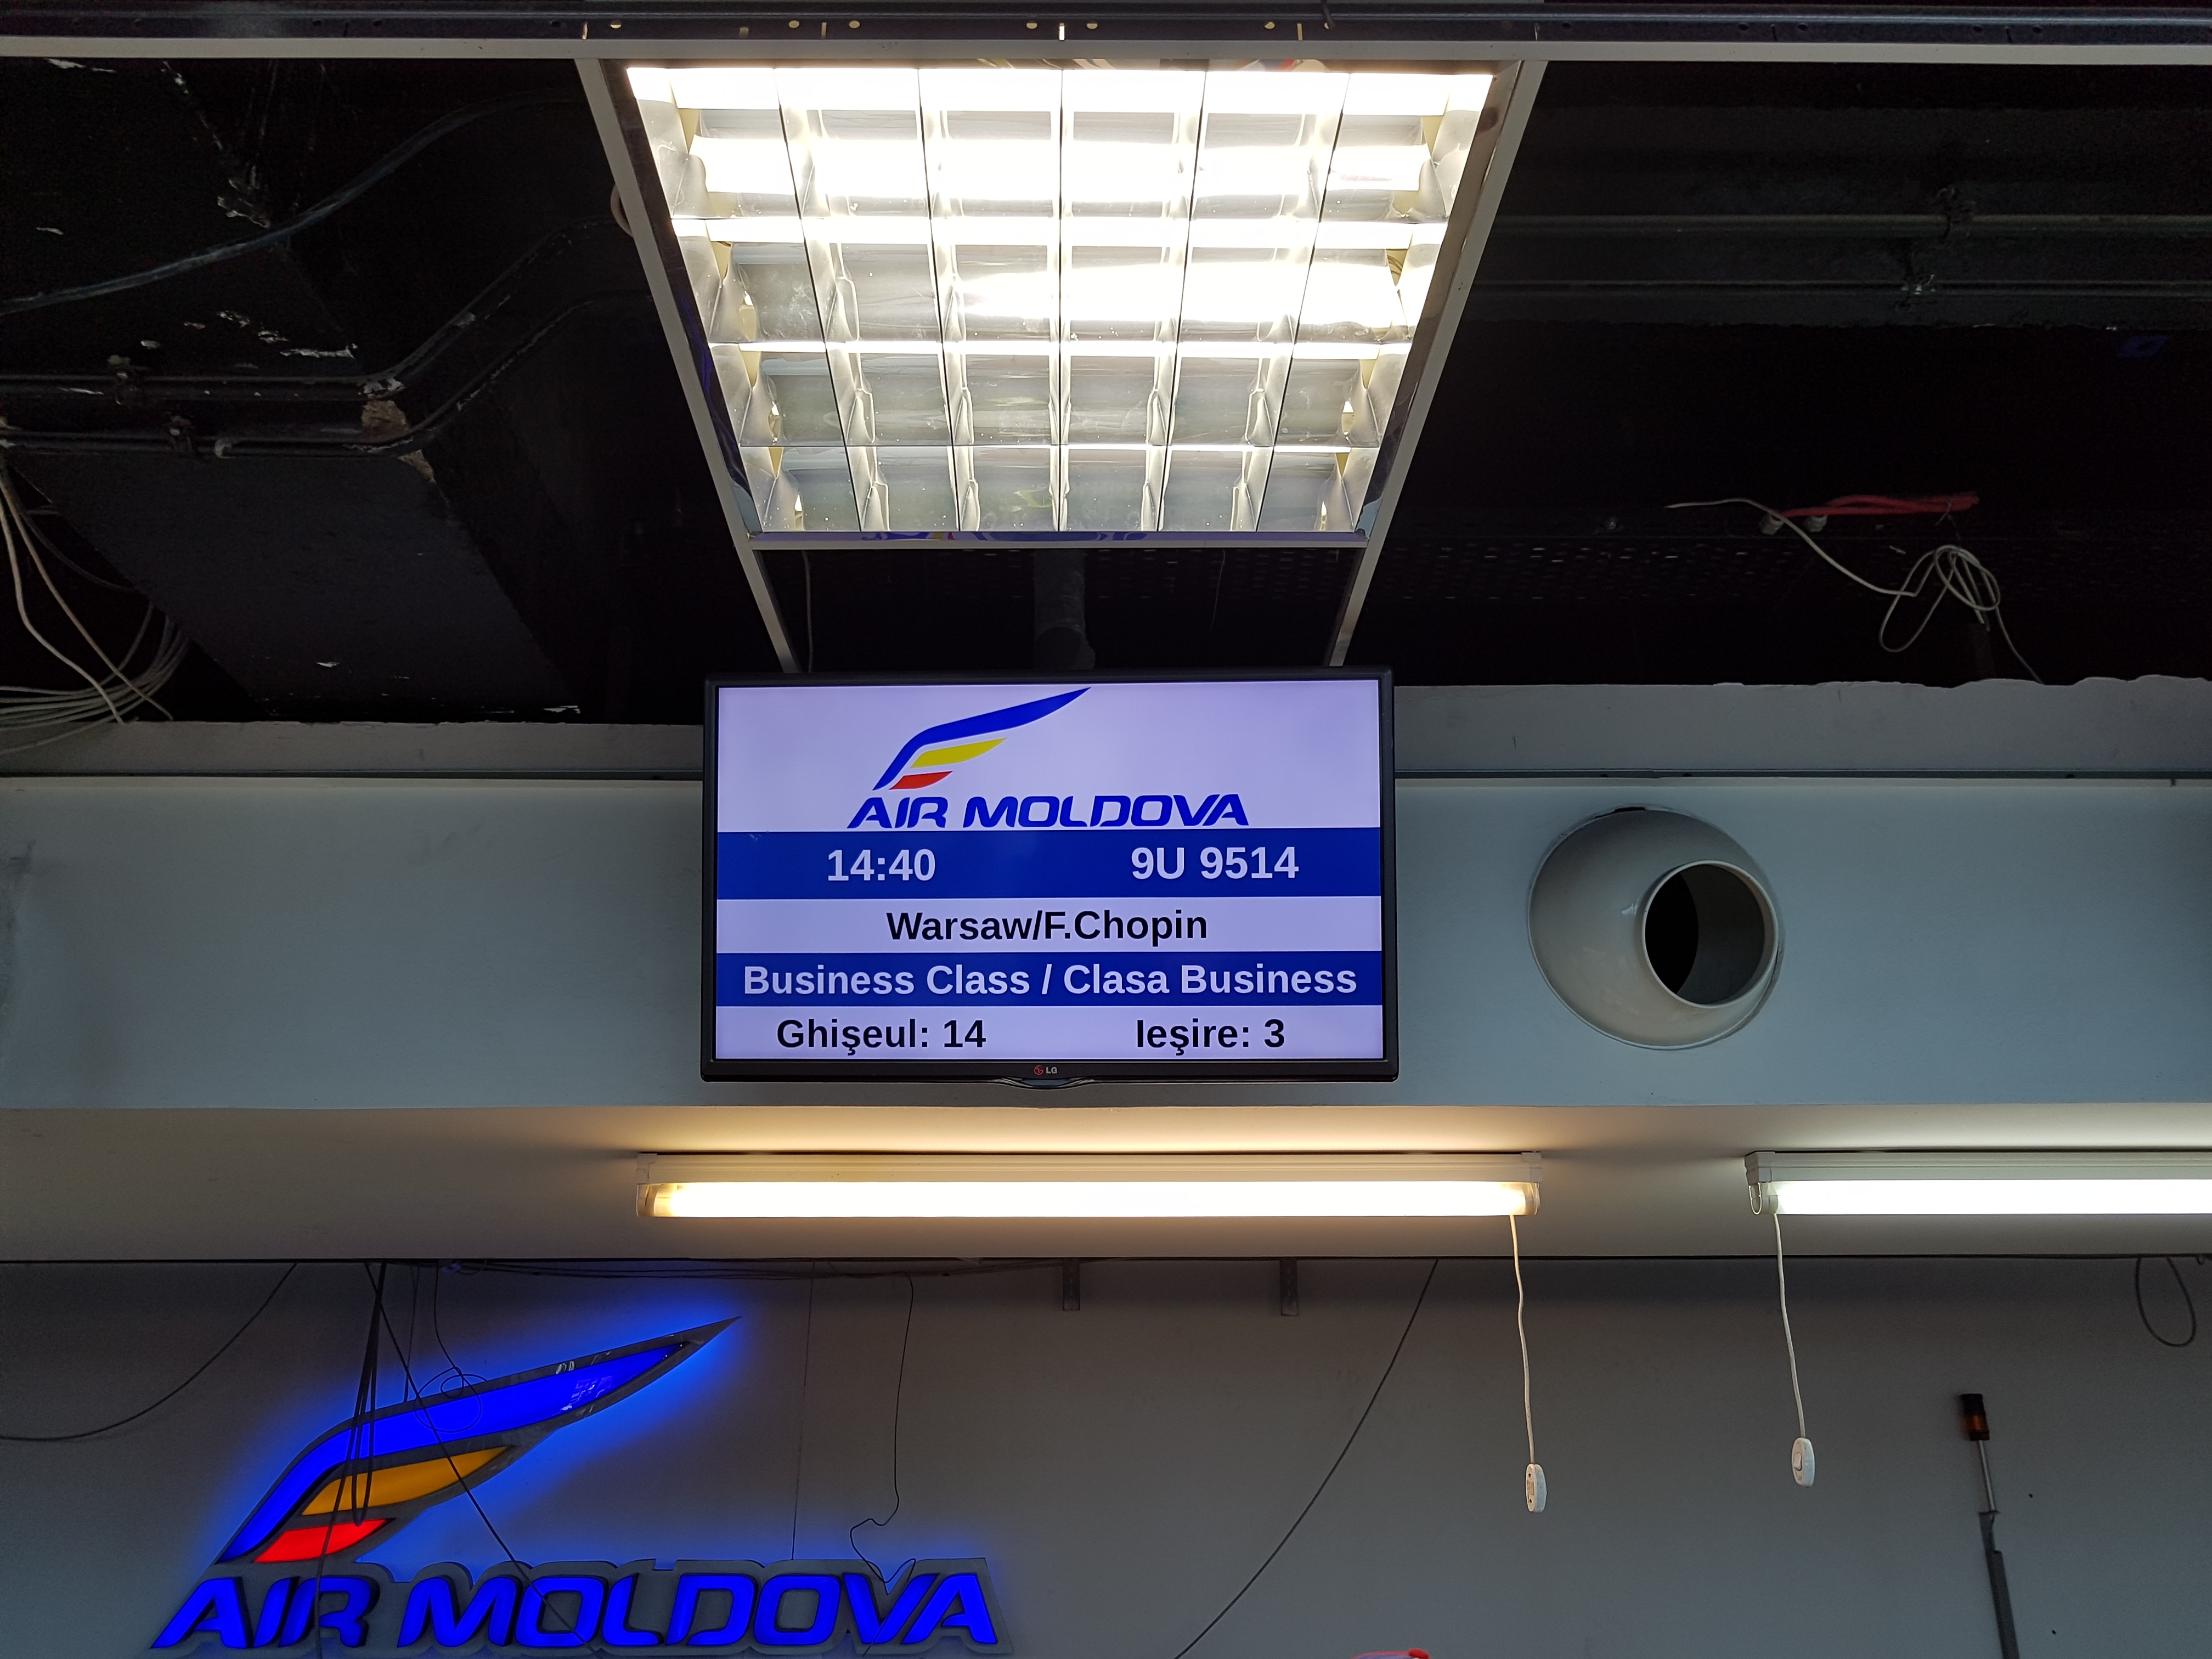 AIR MOLDOVA
14:40 9U 9514
Warsaw/F.Chopin
Business Class / Clasa Business
Ghişeul: 14 Ieşire: 3
LG
AIR MOLDOVA